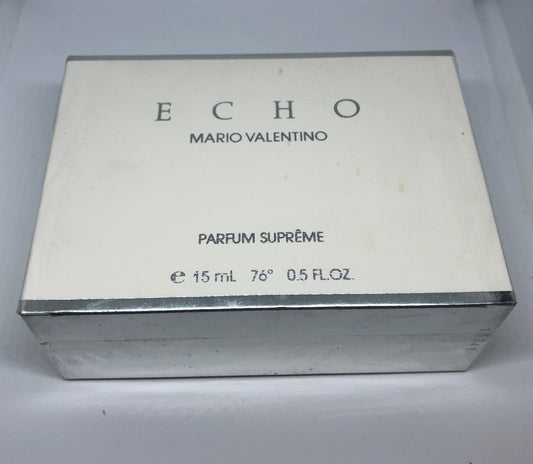 ECHO
MARIO VALENTINO
PARFUM SUPRÊME
℮ 15 mL 76° 0.5 FL.OZ.